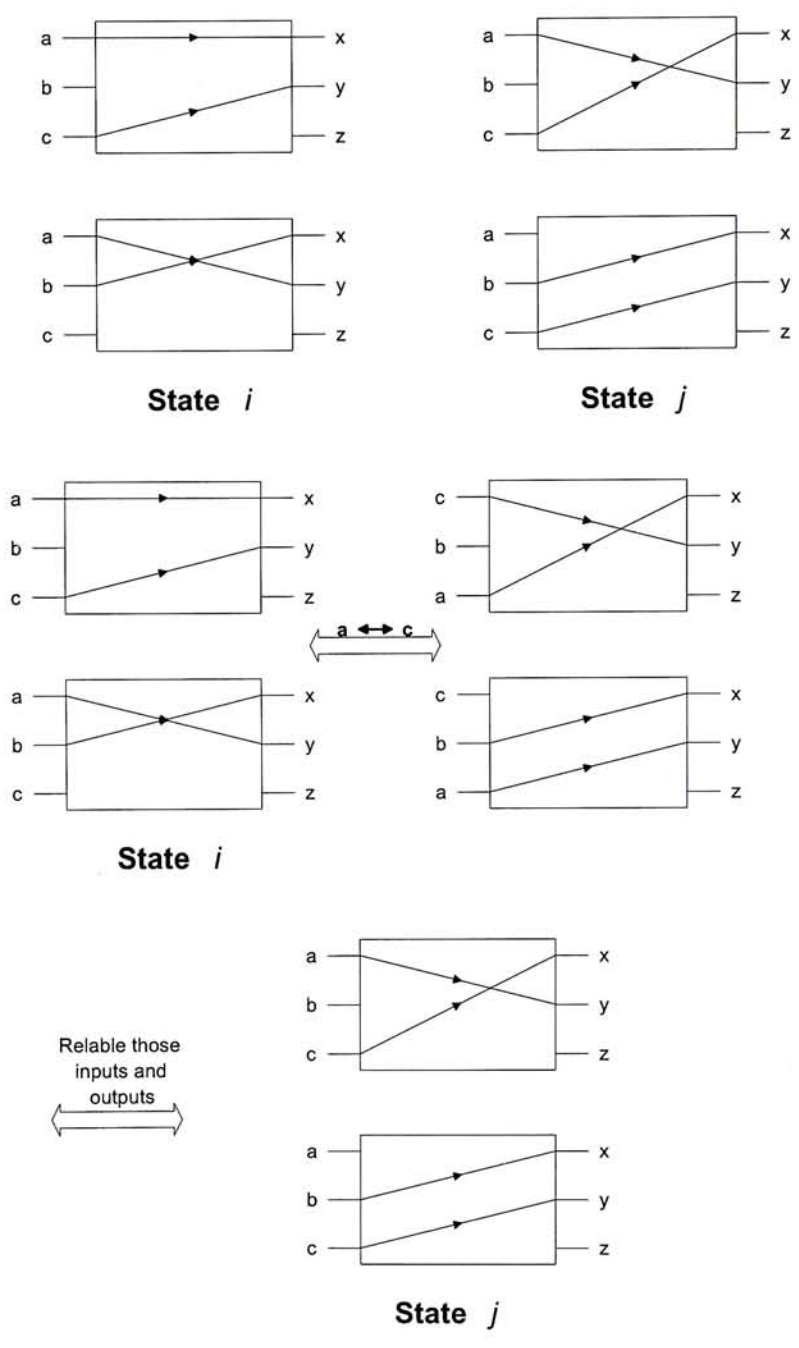 a x
b y
c z
a x
b y
c z
State i
a x
b y
c z
a x
b y
c z
State j
a x
b y
c z
a x
b y
c z
State i
a ↔ c
c x
b y
a z
c x
b y
a z
Relable those
inputs and
outputs
a x
b y
c z
a x
b y
c z
State j